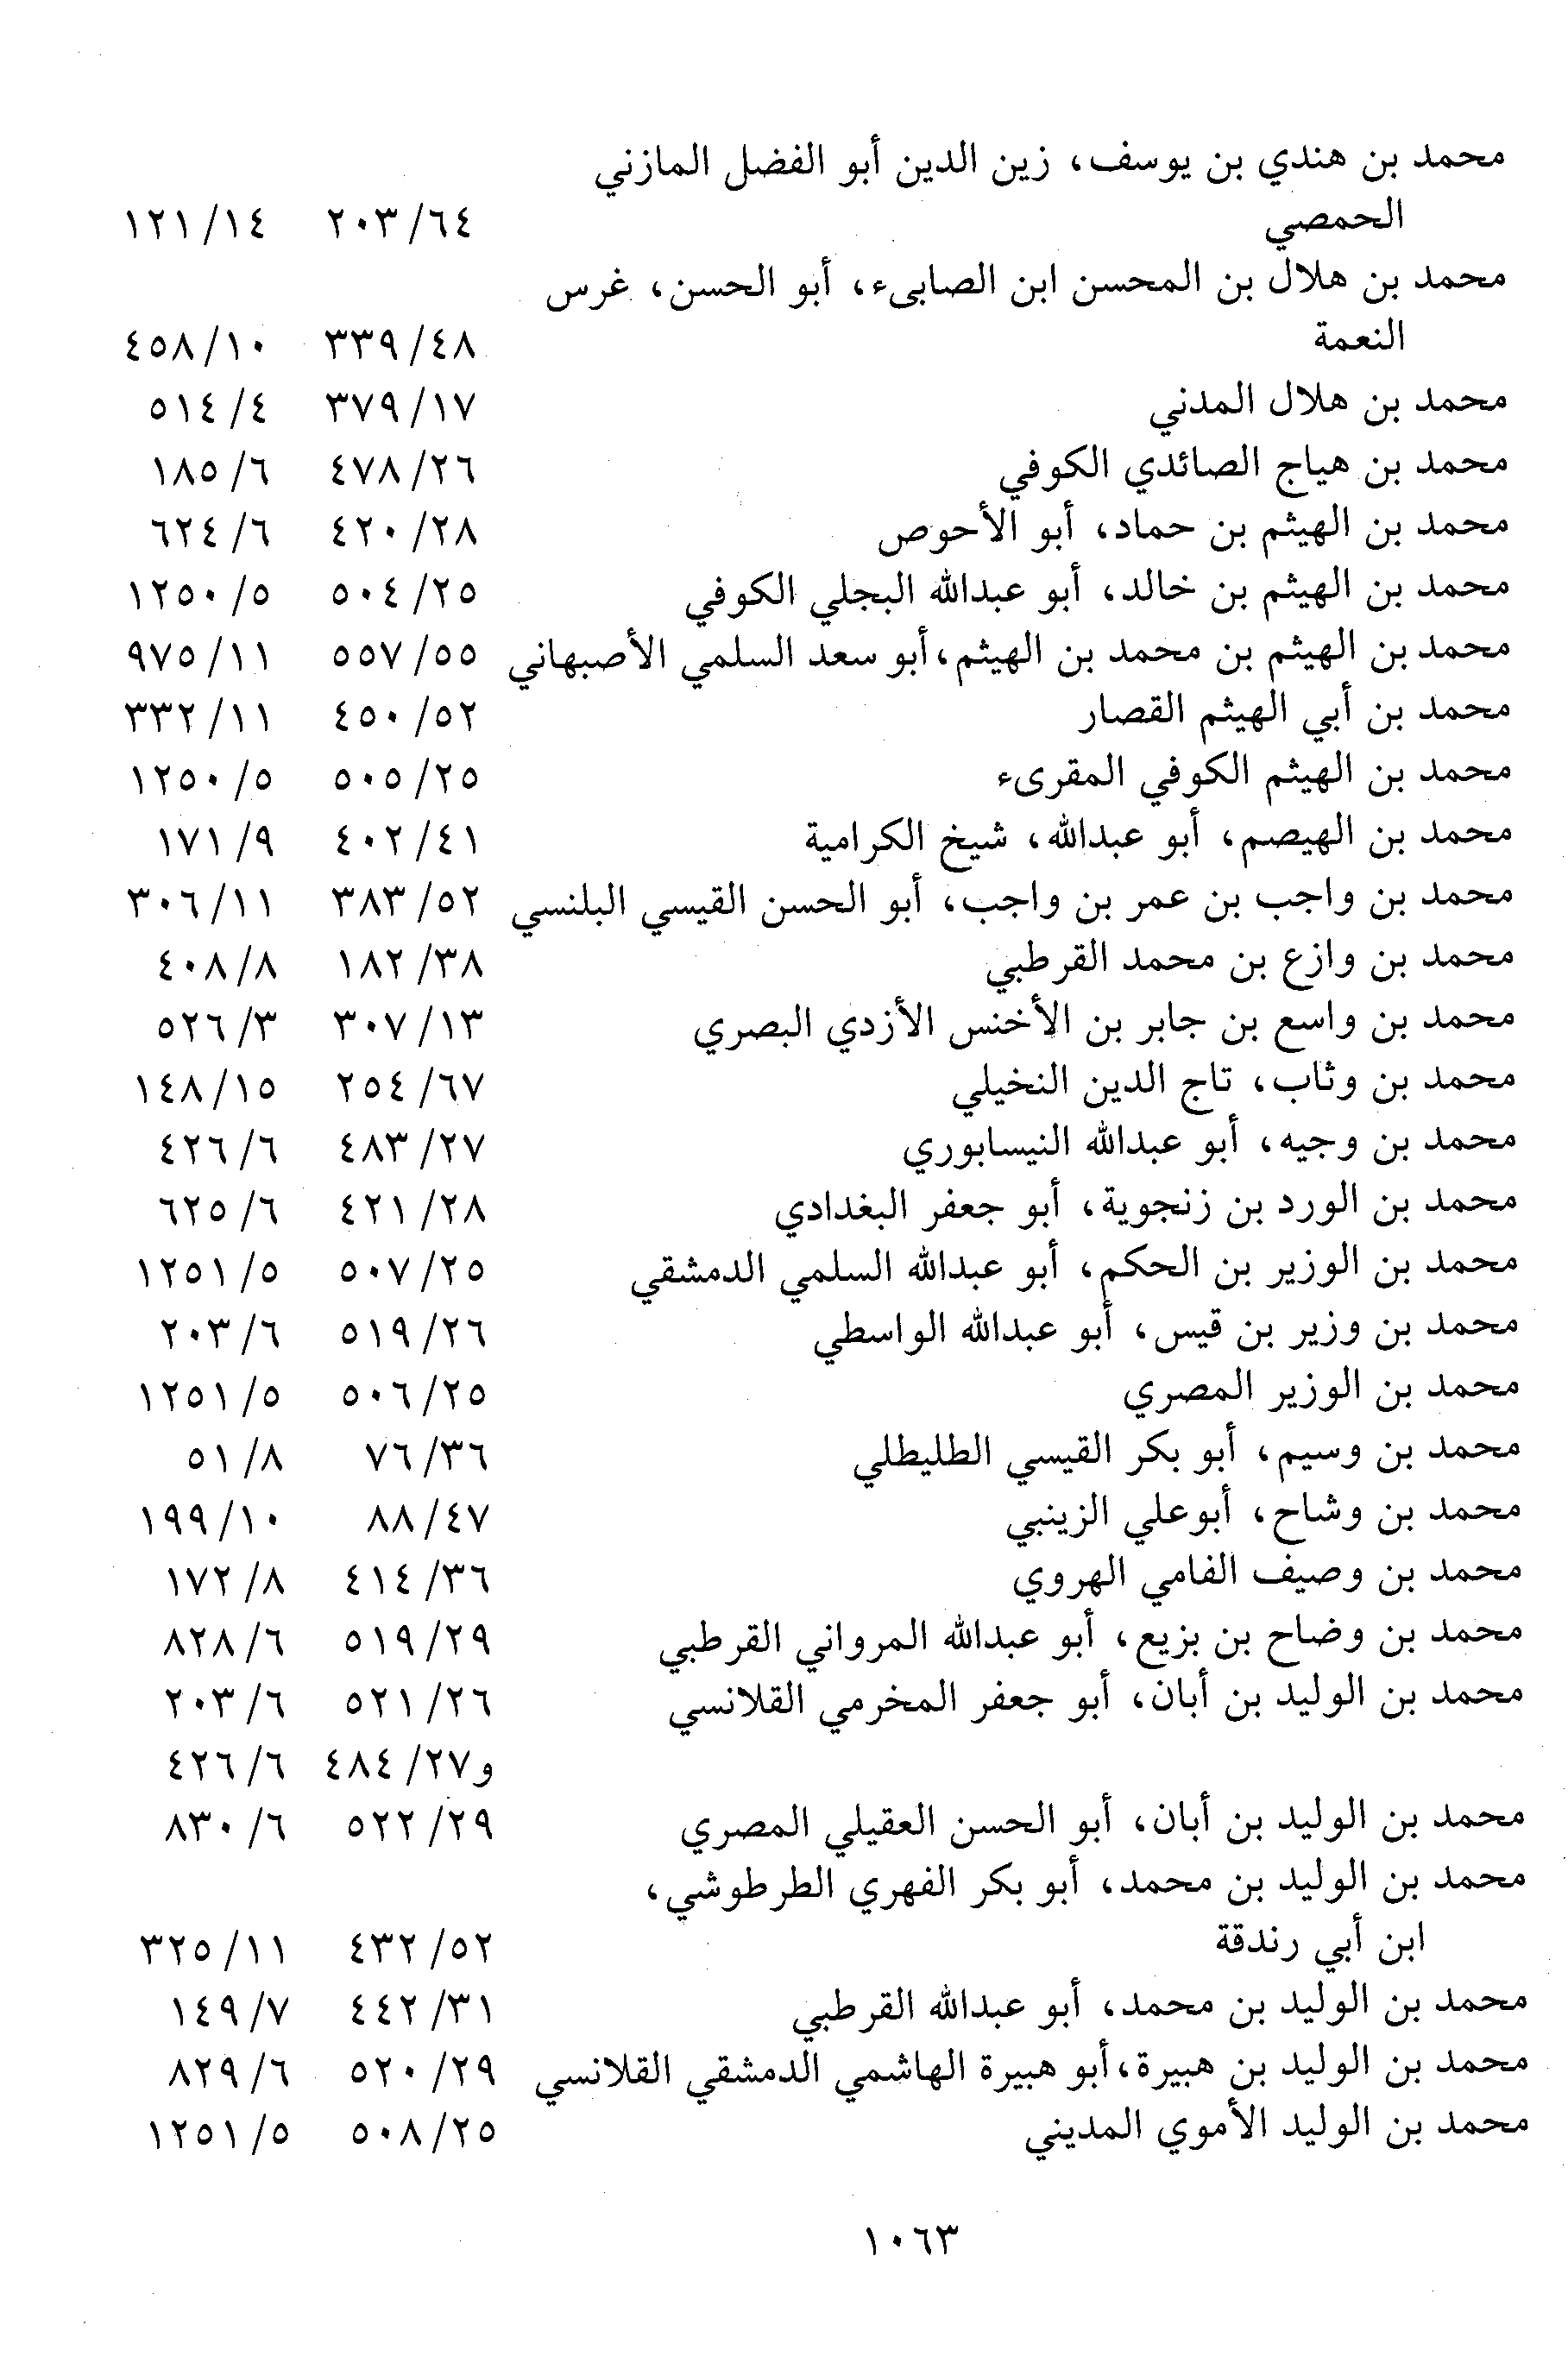 محمد بن هندي بن يوسف، زين الدين أبو الفضل المازني
الحمصي ٦٤/ ٢٠٣ ١٤/ ١٢١
محمد بن هلال بن المحسن ابن الصابىء، أبو الحسن، غرس
النعمة ٤٨/ ٣٣٩ ١٠/ ٤٥٨
محمد بن هلال المدني ١٧/ ٣٧٩ ٤/ ٥١٤
محمد بن هياج الصائدي الكوفي ٢٦/ ٤٧٨ ٦/ ١٨٥
محمد بن الهيثم بن حماد، أبو الأحوص ٢٨/ ٤٢٠ ٦/ ٦٢٤
محمد بن الهيثم بن خالد، أبو عبدالله البجلي الكوفي ٢٥/ ٥٠٤ ٥/ ١٢٥٠
محمد بن الهيثم بن محمد بن الهيثم، أبو سعد السلمي الأصبهاني ٥٥/ ٥٥٧ ١١/ ٩٧٥
محمد بن أبي الهيثم القصار ٥٢/ ٤٥٠ ١١/ ٣٣٢
محمد بن الهيثم الكوفي المقرىء ٢٥/ ٥٠٥ ٥/ ١٢٥٠
محمد بن الهيصم، أبو عبدالله، شيخ الكرامية ٤١/ ٤٠٢ ٩/ ١٧١
محمد بن واجب بن عمر بن واجب، أبو الحسن القيسي البلنسي ٥٢/ ٣٨٣ ١١/ ٣٠٦
محمد بن وازع بن محمد القرطبي ٣٨/ ١٨٢ ٨/ ٤٠٨
محمد بن واسع بن جابر بن الأخنس الأزدي البصري ١٣/ ٣٠٧ ٣/ ٥٢٦
محمد بن وثاب، تاج الدين النخيلي ٦٧/ ٢٥٤ ١٥/ ١٤٨
محمد بن وجيه، أبو عبدالله النيسابوري ٢٧/ ٤٨٣ ٦/ ٤٢٦
محمد بن الورد بن زنجوية، أبو جعفر البغدادي ٢٨/ ٤٢١ ٦/ ٦٢٥
محمد بن الوزير بن الحكم، أبو عبدالله السلمي الدمشقي ٢٥/ ٥٠٧ ٥/ ١٢٥١
محمد بن وزير بن قيس، أبو عبدالله الواسطي ٢٦/ ٥١٩ ٦/ ٢٠٣
محمد بن الوزير المصري ٢٥/ ٥٠٦ ٥/ ١٢٥١
محمد بن وسيم، أبو بكر القيسي الطليطلي ٣٦/ ٧٦ ٨/ ٥١
محمد بن وشاح، أبوعلي الزينبي ٤٧/ ٨٨ ١٠/ ١٩٩
محمد بن وصيف الفامي الهروي ٣٦/ ٤١٤ ٨/ ١٧٢
محمد بن وضاح بن بزيع، أبو عبدالله المرواني القرطبي ٢٩/ ٥١٩ ٦/ ٨٢٨
محمد بن الوليد بن أبان، أبو جعفر المخرمي القلانسي ٢٦/ ٥٢١ ٦/ ٢٠٣
و٢٧/ ٤٨٤ ٦/ ٤٢٦
محمد بن الوليد بن أبان، أبو الحسن العقيلي المصري ٢٩/ ٥٢٢ ٦/ ٨٣٠
محمد بن الوليد بن محمد، أبو بكر الفهري الطرطوشي،
ابن أبي رندقة ٥٢/ ٤٣٢ ١١/ ٣٢٥
محمد بن الوليد بن محمد، أبو عبدالله القرطبي ٣١/ ٤٤٢ ٧/ ١٤٩
محمد بن الوليد بن هبيرة، أبو هبيرة الهاشمي الدمشقي القلانسي ٢٩/ ٥٢٠ ٦/ ٨٢٩
محمد بن الوليد الأموي المديني ٢٥/ ٥٠٨ ٥/ ١٢٥١
١٠٦٣